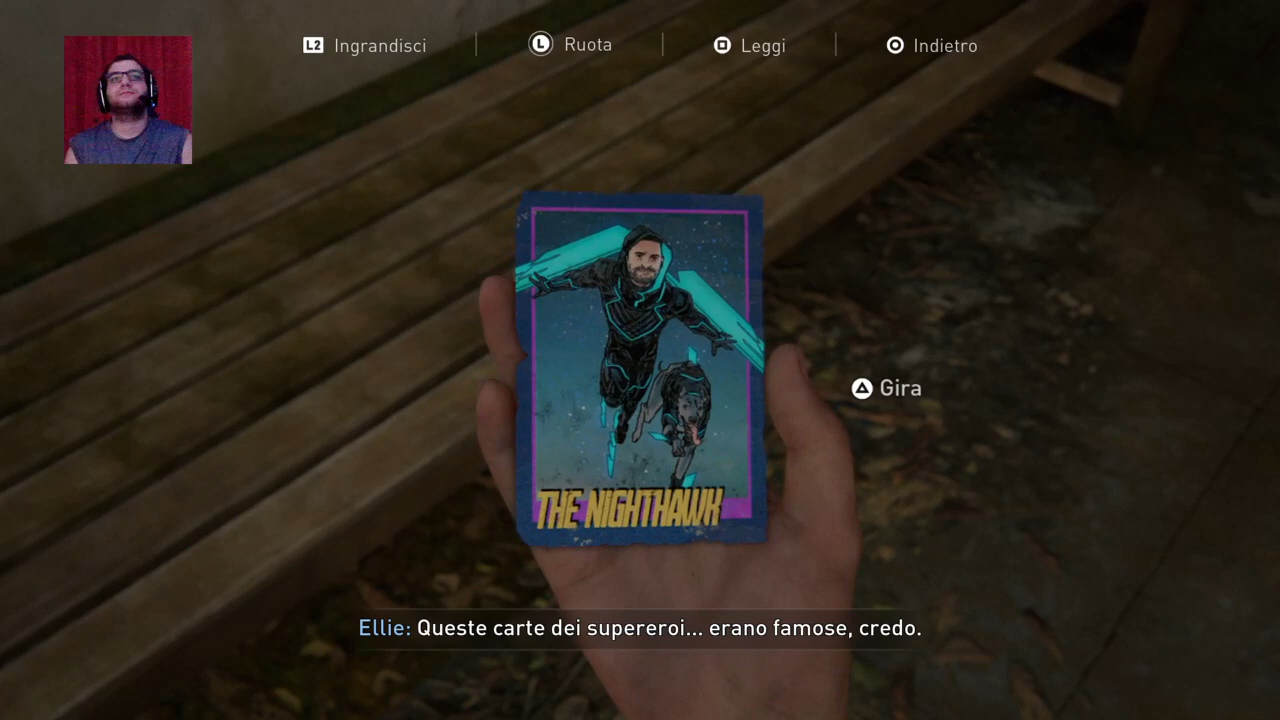 L2 Ingrandisci
L Ruota
Leggi
Indietro
Gira
THE NIGHTHAWK
Ellie: Queste carte dei supereroi... erano famose, credo.